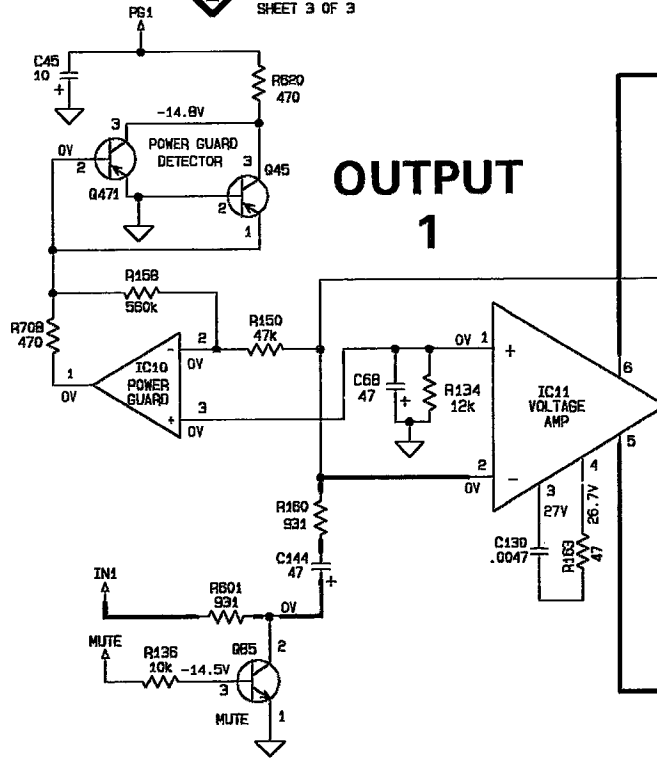 SHEET 3 OF 3
PG1
C45
10
+
R620
470
-14.8V
3
0V
2
POWER GUARD
DETECTOR
Q471
3
Q45
2
1
OUTPUT
1
R158
560k
R708
470
R150
47k
2
-
0V
IC10
POWER
GUARD
1
0V
3
+
0V
C68
47
+
R134
12k
0V
1
+
IC11
VOLTAGE
AMP
6
5
2
-
0V
4
3
27V
26.7V
C130
.0047
R163
47
R160
931
C144
47
+
IN1
R601
931
0V
MUTE
R136
10k
-14.5V
3
Q85
2
1
MUTE